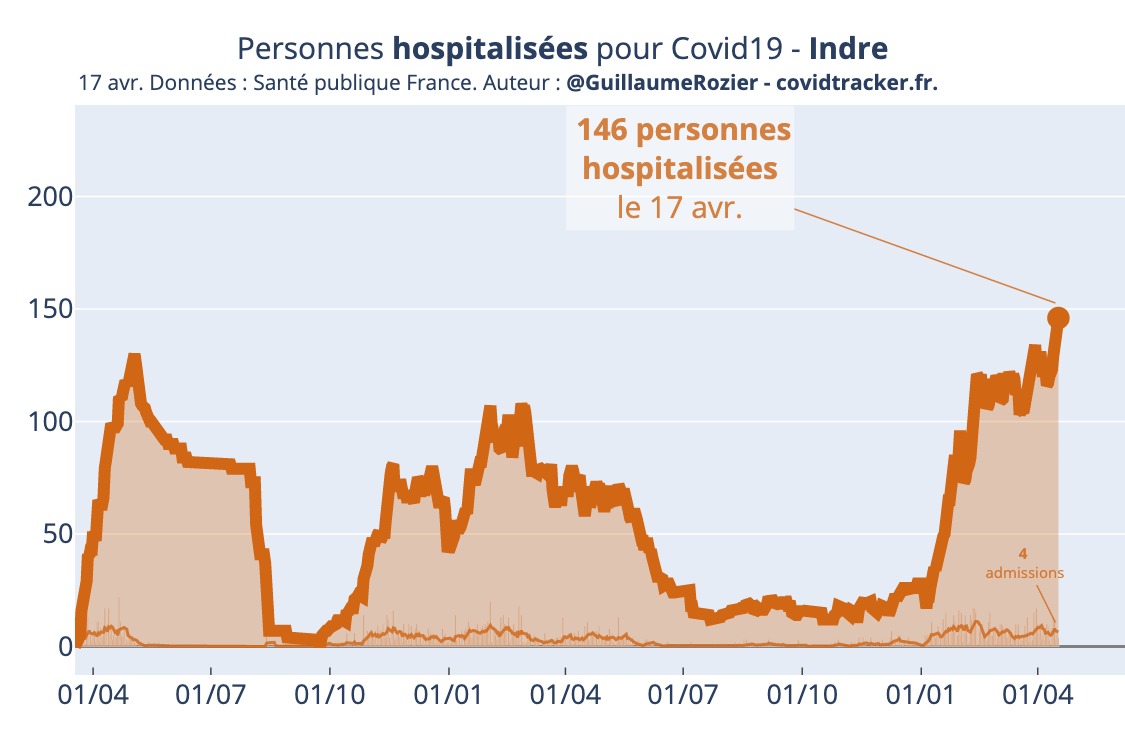 Personnes hospitalisées pour Covid19 - Indre
17 avr. Données : Santé publique France. Auteur : @GuillaumeRozier - covidtracker.fr.
146 personnes
hospitalisées
le 17 avr.
200
150
100
50
0
4
admissions
01/04
01/07
01/10
01/01
01/04
01/07
01/10
01/01
01/04